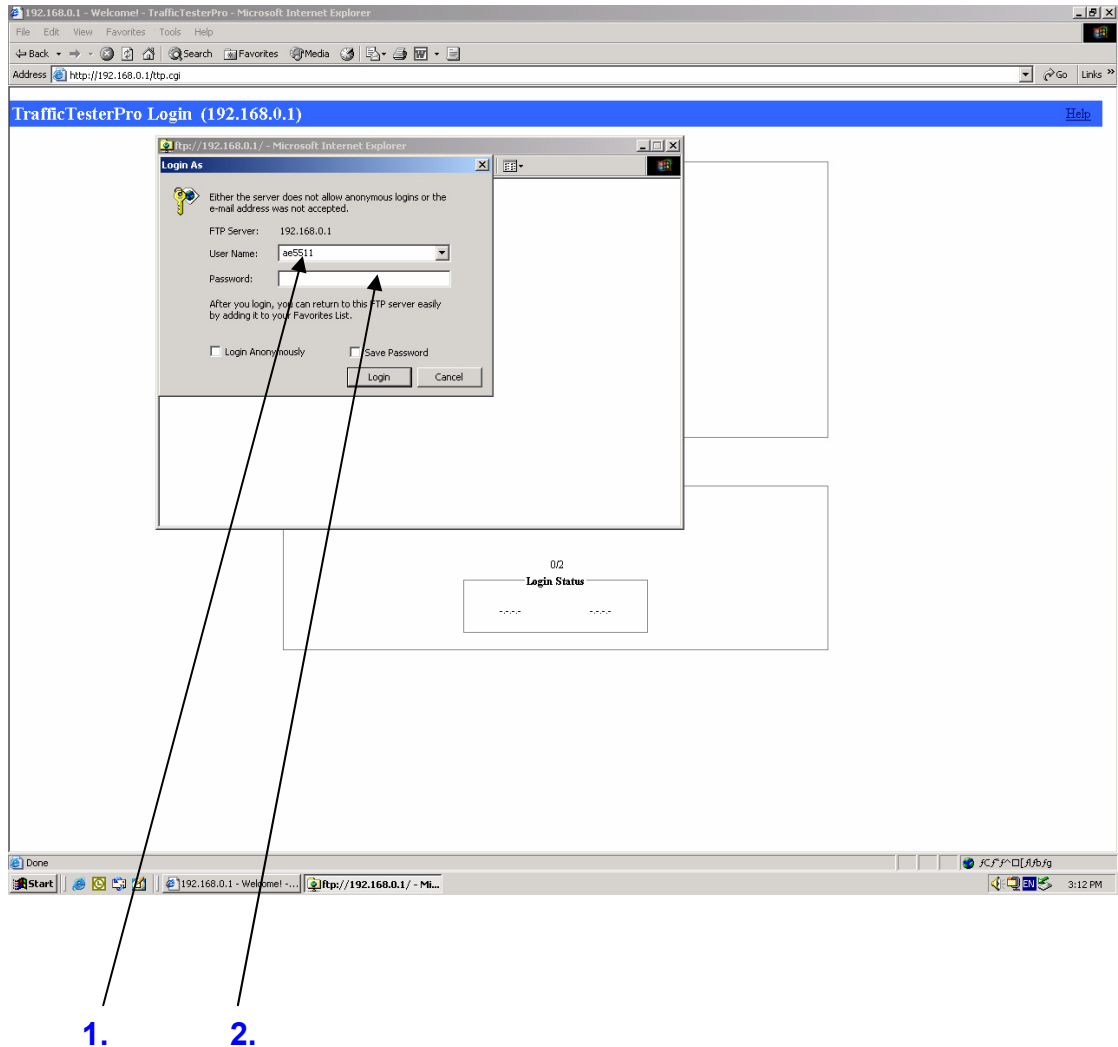 192.168.0.1 - Welcome! - TrafficTesterPro - Microsoft Internet Explorer
File Edit View Favorites Tools Help
Back Search Favorites Media
Address http://192.168.0.1/ttp.cgi Go Links »
TrafficTesterPro Login (192.168.0.1) Help
ftp://192.168.0.1/ - Microsoft Internet Explorer
Login As
Either the server does not allow anonymous logins or the
e-mail address was not accepted.
FTP Server: 192.168.0.1
User Name: ae5511
Password:
After you login, you can return to this FTP server easily
by adding it to your Favorites List.
Login Anonymously Save Password
Login Cancel
0/2
Login Status
-.-.-.- -.-.-.-
Done
Start 192.168.0.1 - Welcome! -... ftp://192.168.0.1/ - Mi... EN 3:12 PM
1. 2.